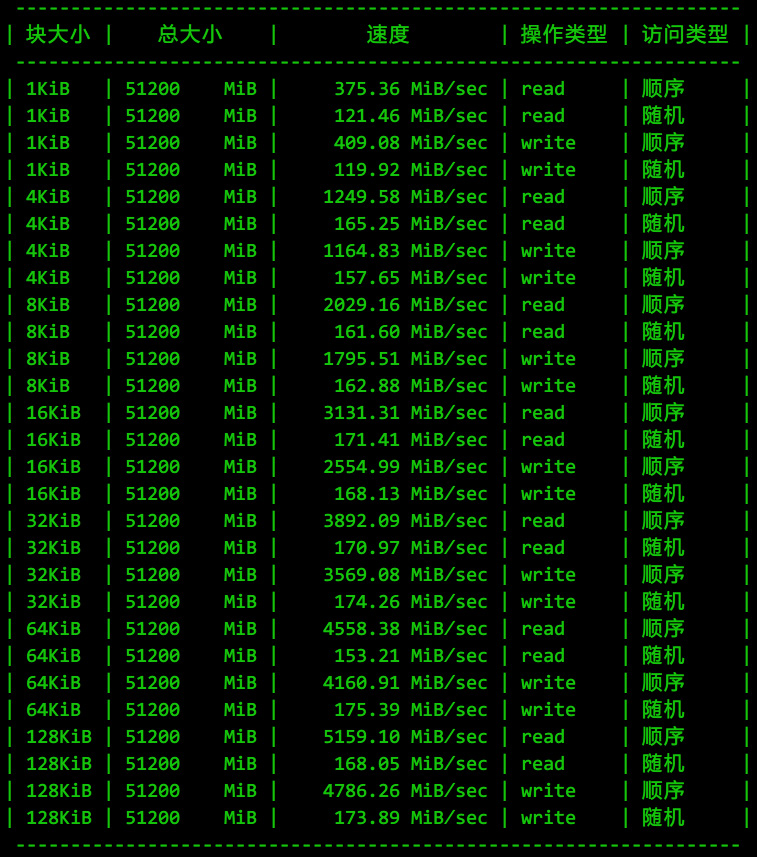 ------------------------------------------------------------------
| 块大小 | 总大小 | 速度 | 操作类型 | 访问类型 |
------------------------------------------------------------------
| 1KiB | 51200 MiB | 375.36 MiB/sec | read | 顺序 |
| 1KiB | 51200 MiB | 121.46 MiB/sec | read | 随机 |
| 1KiB | 51200 MiB | 409.08 MiB/sec | write | 顺序 |
| 1KiB | 51200 MiB | 119.92 MiB/sec | write | 随机 |
| 4KiB | 51200 MiB | 1249.58 MiB/sec | read | 顺序 |
| 4KiB | 51200 MiB | 165.25 MiB/sec | read | 随机 |
| 4KiB | 51200 MiB | 1164.83 MiB/sec | write | 顺序 |
| 4KiB | 51200 MiB | 157.65 MiB/sec | write | 随机 |
| 8KiB | 51200 MiB | 2029.16 MiB/sec | read | 顺序 |
| 8KiB | 51200 MiB | 161.60 MiB/sec | read | 随机 |
| 8KiB | 51200 MiB | 1795.51 MiB/sec | write | 顺序 |
| 8KiB | 51200 MiB | 162.88 MiB/sec | write | 随机 |
| 16KiB | 51200 MiB | 3131.31 MiB/sec | read | 顺序 |
| 16KiB | 51200 MiB | 171.41 MiB/sec | read | 随机 |
| 16KiB | 51200 MiB | 2554.99 MiB/sec | write | 顺序 |
| 16KiB | 51200 MiB | 168.13 MiB/sec | write | 随机 |
| 32KiB | 51200 MiB | 3892.09 MiB/sec | read | 顺序 |
| 32KiB | 51200 MiB | 170.97 MiB/sec | read | 随机 |
| 32KiB | 51200 MiB | 3569.08 MiB/sec | write | 顺序 |
| 32KiB | 51200 MiB | 174.26 MiB/sec | write | 随机 |
| 64KiB | 51200 MiB | 4558.38 MiB/sec | read | 顺序 |
| 64KiB | 51200 MiB | 153.21 MiB/sec | read | 随机 |
| 64KiB | 51200 MiB | 4160.91 MiB/sec | write | 顺序 |
| 64KiB | 51200 MiB | 175.39 MiB/sec | write | 随机 |
| 128KiB | 51200 MiB | 5159.10 MiB/sec | read | 顺序 |
| 128KiB | 51200 MiB | 168.05 MiB/sec | read | 随机 |
| 128KiB | 51200 MiB | 4786.26 MiB/sec | write | 顺序 |
| 128KiB | 51200 MiB | 173.89 MiB/sec | write | 随机 |
------------------------------------------------------------------